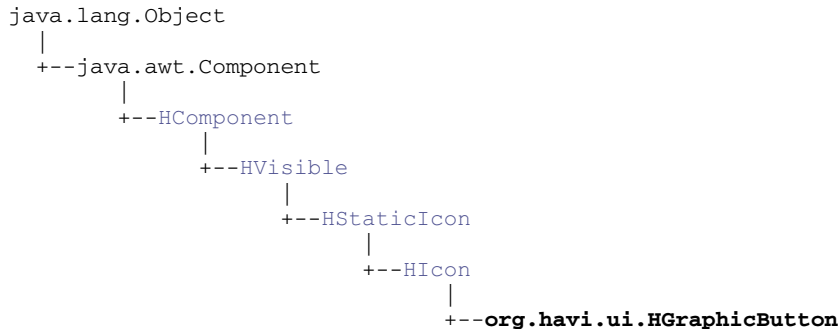 java.lang.Object
  |
  +--java.awt.Component
        |
        +--HComponent
              |
              +--HVisible
                    |
                    +--HStaticIcon
                          |
                          +--HIcon
                                |
                                +--org.havi.ui.HGraphicButton